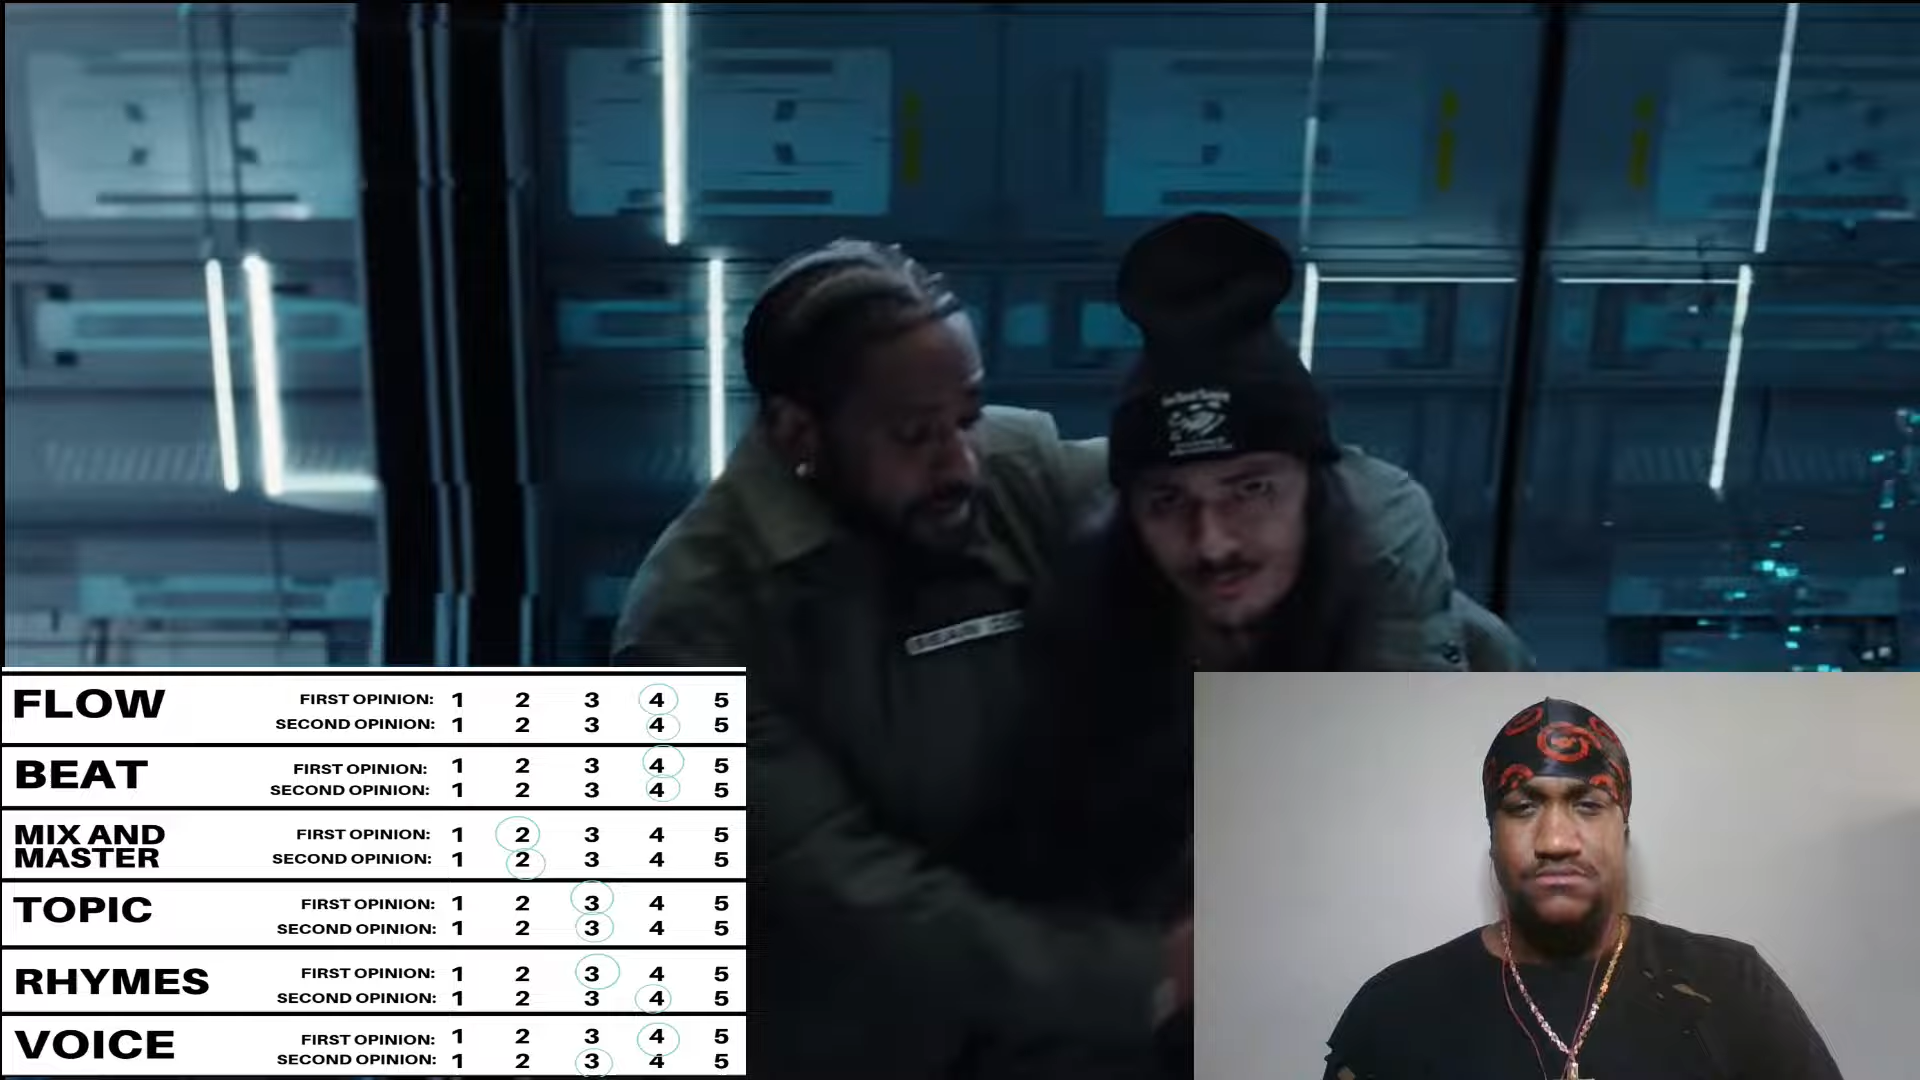 FLOW
FIRST OPINION: 1 2 3 4 5
SECOND OPINION: 1 2 3 4 5
BEAT
FIRST OPINION: 1 2 3 4 5
SECOND OPINION: 1 2 3 4 5
MIX AND
MASTER
FIRST OPINION: 1 2 3 4 5
SECOND OPINION: 1 2 3 4 5
TOPIC
FIRST OPINION: 1 2 3 4 5
SECOND OPINION: 1 2 3 4 5
RHYMES
FIRST OPINION: 1 2 3 4 5
SECOND OPINION: 1 2 3 4 5
VOICE
FIRST OPINION: 1 2 3 4 5
SECOND OPINION: 1 2 3 4 5